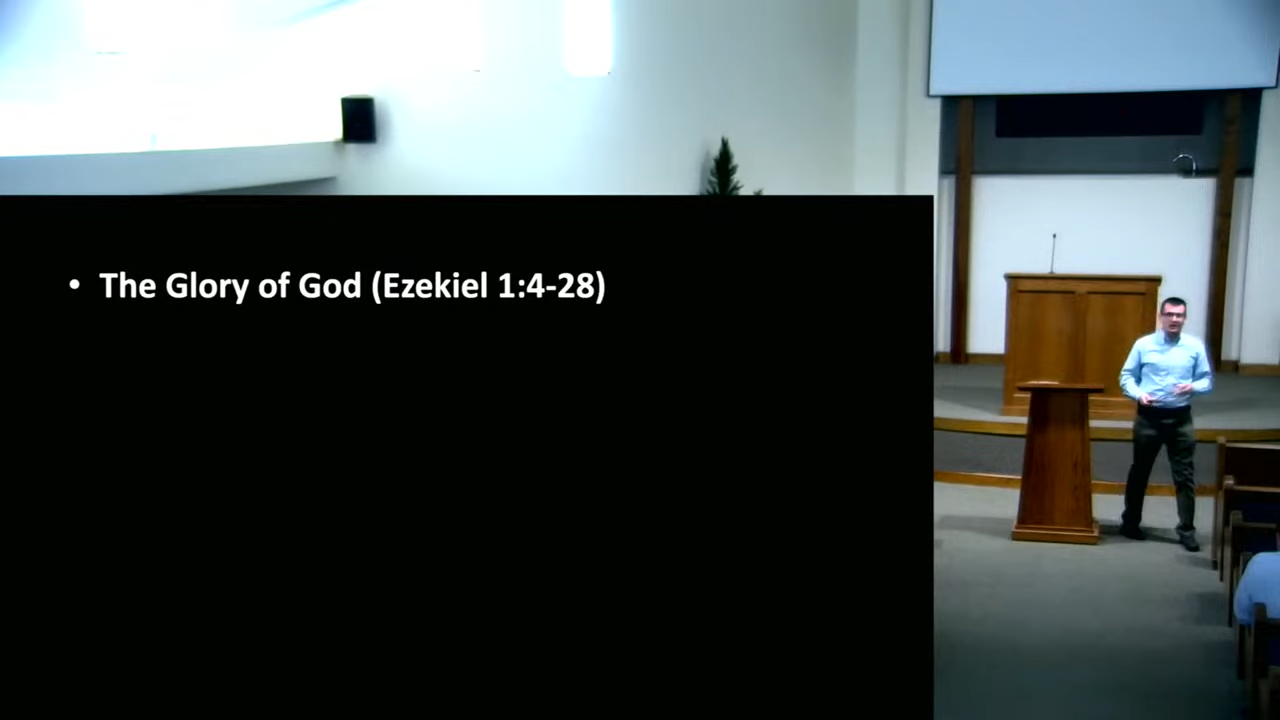 • The Glory of God (Ezekiel 1:4-28)